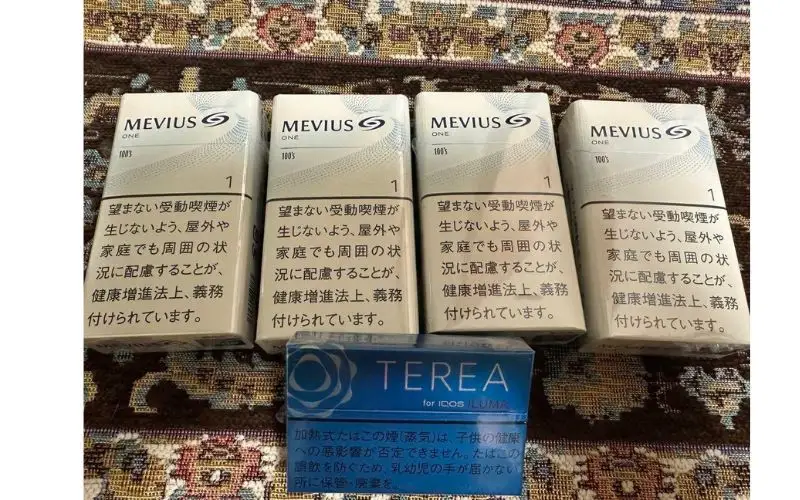 MEVIUS
ONE
100's
1
望まない受動喫煙が
生じないよう、屋外や
家庭でも周囲の状
況に配慮することが、
健康増進法上、義務
付けられています。
MEVIUS
ONE
100's
1
望まない受動喫煙が
生じないよう、屋外や
家庭でも周囲の状
況に配慮することが、
健康増進法上、義務
付けられています。
MEVIUS
ONE
100's
1
望まない受動喫煙が
生じないよう、屋外や
家庭でも周囲の状
況に配慮することが、
健康増進法上、義務
付けられています。
MEVIUS
ONE
100's
1
望まない受動喫煙が
生じないよう、屋外や
家庭でも周囲の状
況に配慮することが、
健康増進法上、義務
付けられています。
TEREA
for IQOS ILUMA
加熱式たばこの煙(蒸気)は、子供の健康
への悪影響が否定できません。たばこの
誤飲を防ぐため、乳幼児の手が届かない
所に保管・廃棄を。